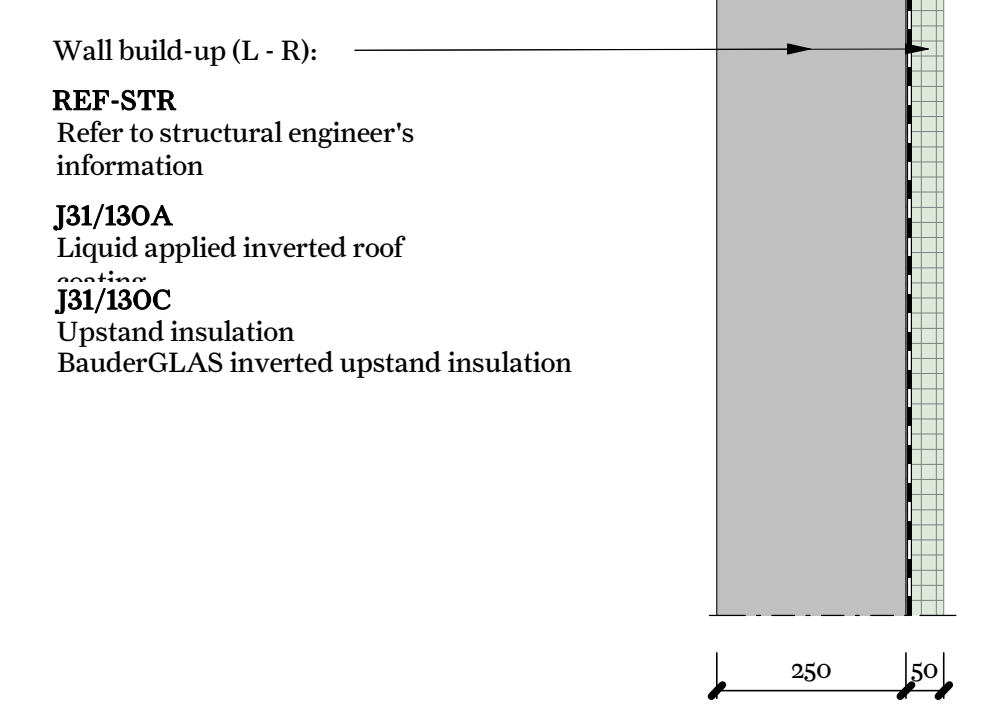 Wall build-up (L - R):
REF-STR
Refer to structural engineer's
information
J31/130A
Liquid applied inverted roof
coating
J31/130C
Upstand insulation
BauderGLAS inverted upstand insulation
250
50